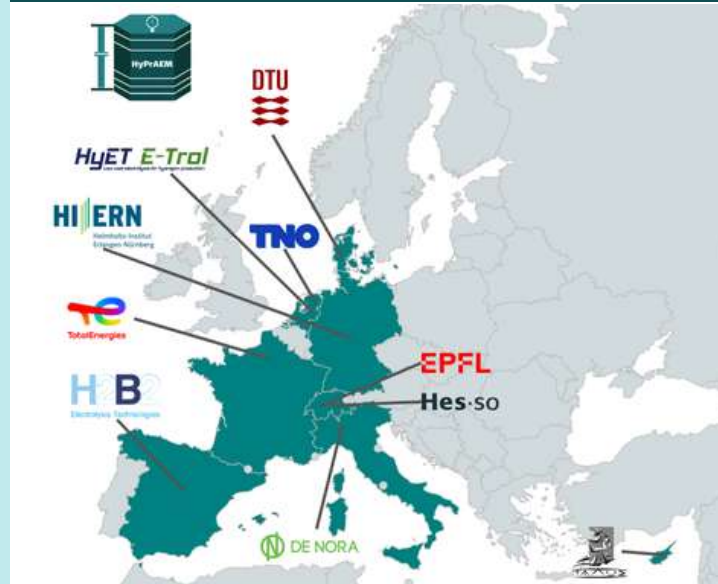 HyPrAEM
DTU
HyET E-Trol
HI ERN
Helmholtz-Institut
Erlangen-Nürnberg
TNO
TotalEnergies
EPFL
Hes·so
H2B2
Electrolysis Technologies
DE NORA